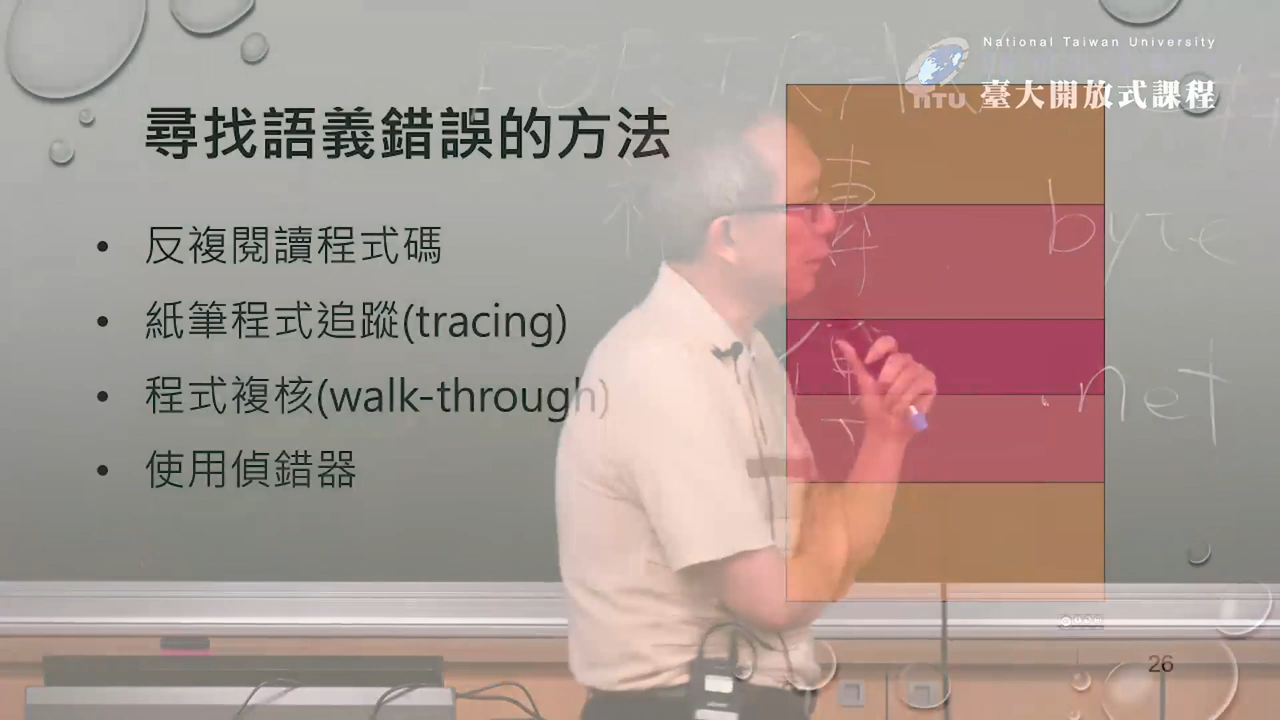 National Taiwan University
NTU 臺大開放式課程
尋找語義錯誤的方法
• 反複閱讀程式碼
• 紙筆程式追蹤(tracing)
• 程式複核(walk-through)
• 使用偵錯器
FORTRA
byte
.net
26